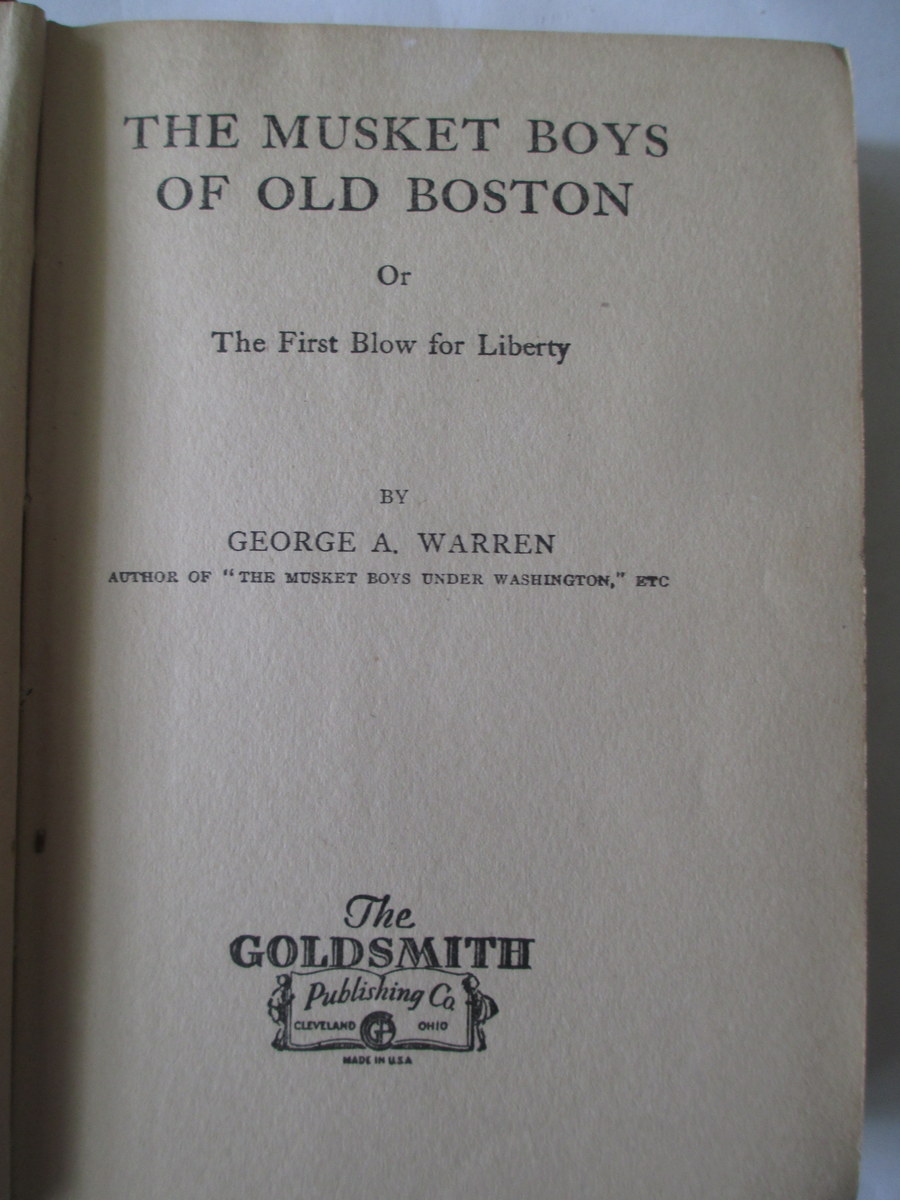 THE MUSKET BOYS
OF OLD BOSTON
Or
The First Blow for Liberty
BY
GEORGE A. WARREN
AUTHOR OF "THE MUSKET BOYS UNDER WASHINGTON," ETC
The
GOLDSMITH
Publishing Co.
CLEVELAND GP OHIO
MADE IN U.S.A